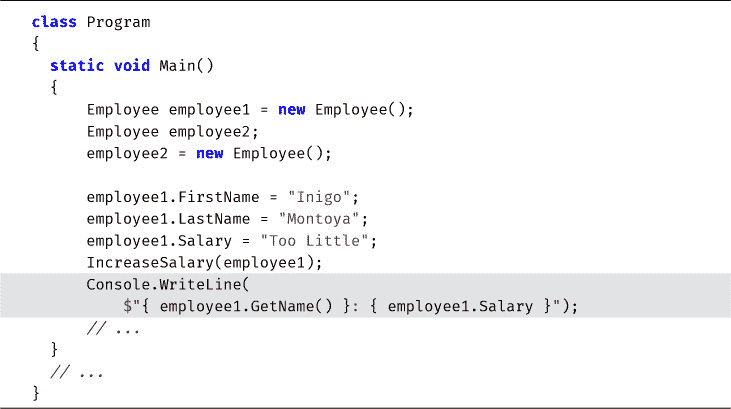 class Program
{
  static void Main()
  {
      Employee employee1 = new Employee();
      Employee employee2;
      employee2 = new Employee();

      employee1.FirstName = "Inigo";
      employee1.LastName = "Montoya";
      employee1.Salary = "Too Little";
      IncreaseSalary(employee1);
      Console.WriteLine(
          $"{ employee1.GetName() }: { employee1.Salary }");
      // ...
  }
  // ...
}